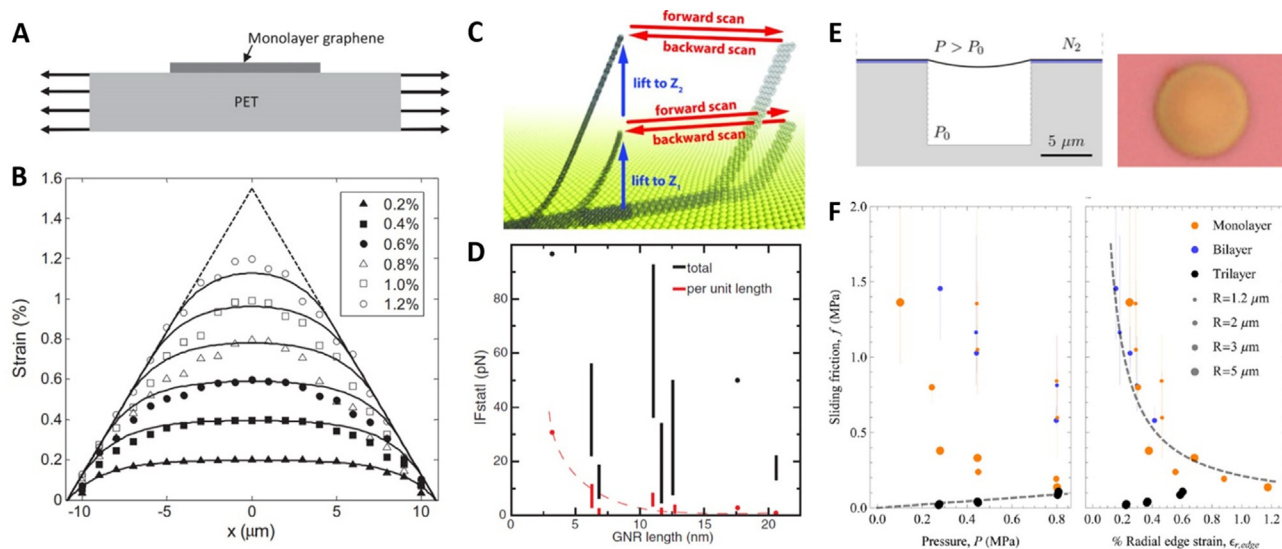 A
Monolayer graphene
PET
B
Strain (%)
1.6
1.4
1.2
1
0.8
0.6
0.4
0.2
0
-10
-5
0
5
10
x (μm)
0.2%
0.4%
0.6%
0.8%
1.0%
1.2%
C
forward scan
backward scan
lift to Z2
forward scan
backward scan
lift to Z1
D
|Fstat| (pN)
80
60
40
20
0
0
5
10
15
20
GNR length (nm)
total
per unit length
E
P > P0
N2
P0
5 μm
F
Sliding friction, f (MPa)
2.0
1.5
1.0
0.5
0.0
0.0
0.2
0.4
0.6
0.8
Pressure, P (MPa)
Monolayer
Bilayer
Trilayer
R=1.2 μm
R=2 μm
R=3 μm
R=5 μm
0.0
0.2
0.4
0.6
0.8
1.0
1.2
% Radial edge strain, ϵr,edge